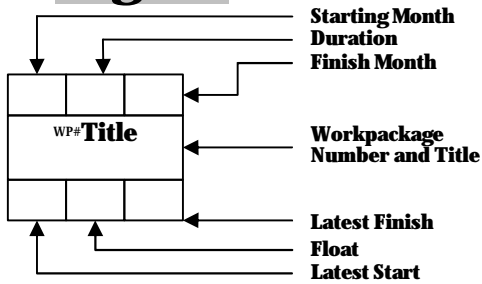 Starting Month
Duration
Finish Month
WP#Title
Workpackage
Number and Title
Latest Finish
Float
Latest Start